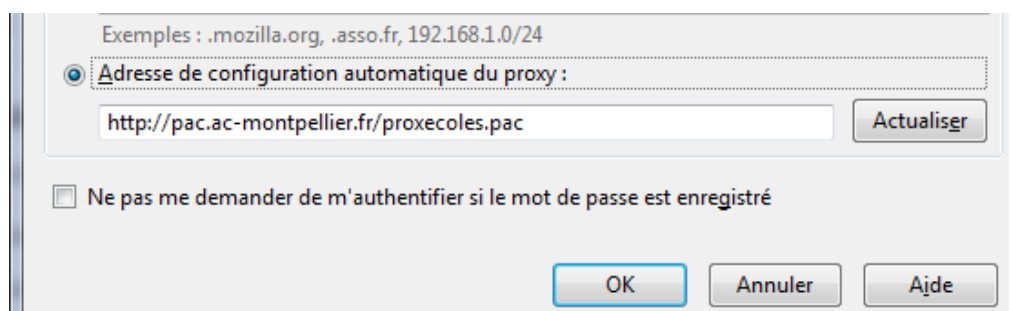 Exemples : .mozilla.org, .asso.fr, 192.168.1.0/24
Adresse de configuration automatique du proxy :
http://pac.ac-montpellier.fr/proxecoles.pac
Actualiser
Ne pas me demander de m'authentifier si le mot de passe est enregistré
OK Annuler Aide